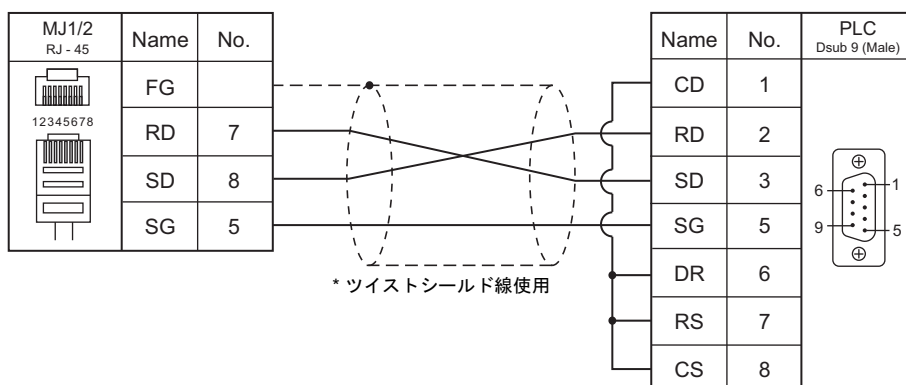 MJ1/2
RJ - 45
Name No.
FG
RD 7
SD 8
SG 5
12345678
* ツイストシールド線使用
Name No.
PLC
Dsub 9 (Male)
CD 1
RD 2
SD 3
SG 5
DR 6
RS 7
CS 8
6 1
9 5